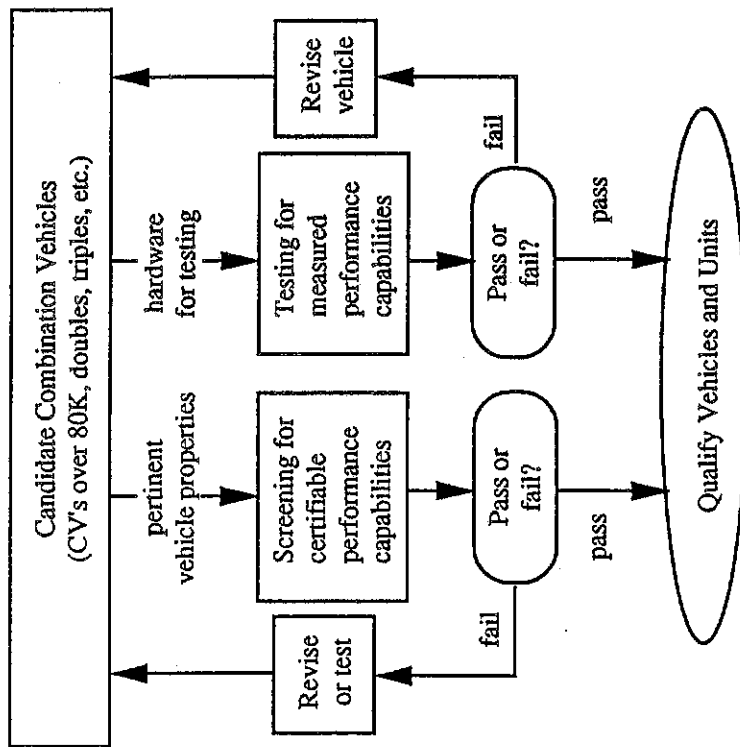 Candidate Combination Vehicles
(CV's over 80K, doubles, triples, etc.)
pertinent
vehicle properties
hardware
for testing
Revise
or test
Screening for
certifiable
performance
capabilities
Testing for
measured
performance
capabilities
Revise
vehicle
fail
Pass or
fail?
Pass or
fail?
fail
pass
pass
Qualify Vehicles and Units